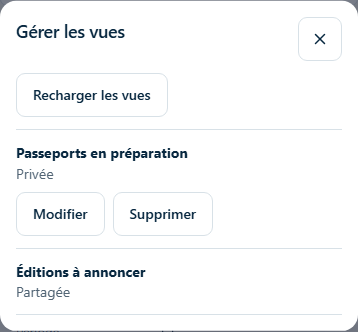 Gérer les vues
Recharger les vues
Passeports en préparation
Privée
Modifier
Supprimer
Éditions à annoncer
Partagée